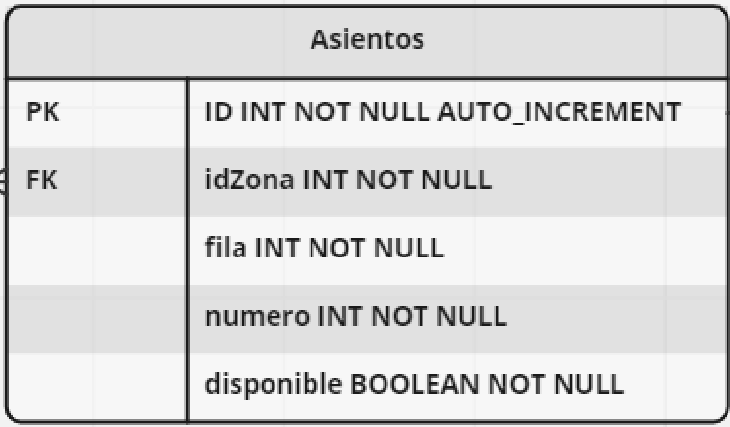 Asientos
PK ID INT NOT NULL AUTO_INCREMENT
FK idZona INT NOT NULL
fila INT NOT NULL
numero INT NOT NULL
disponible BOOLEAN NOT NULL